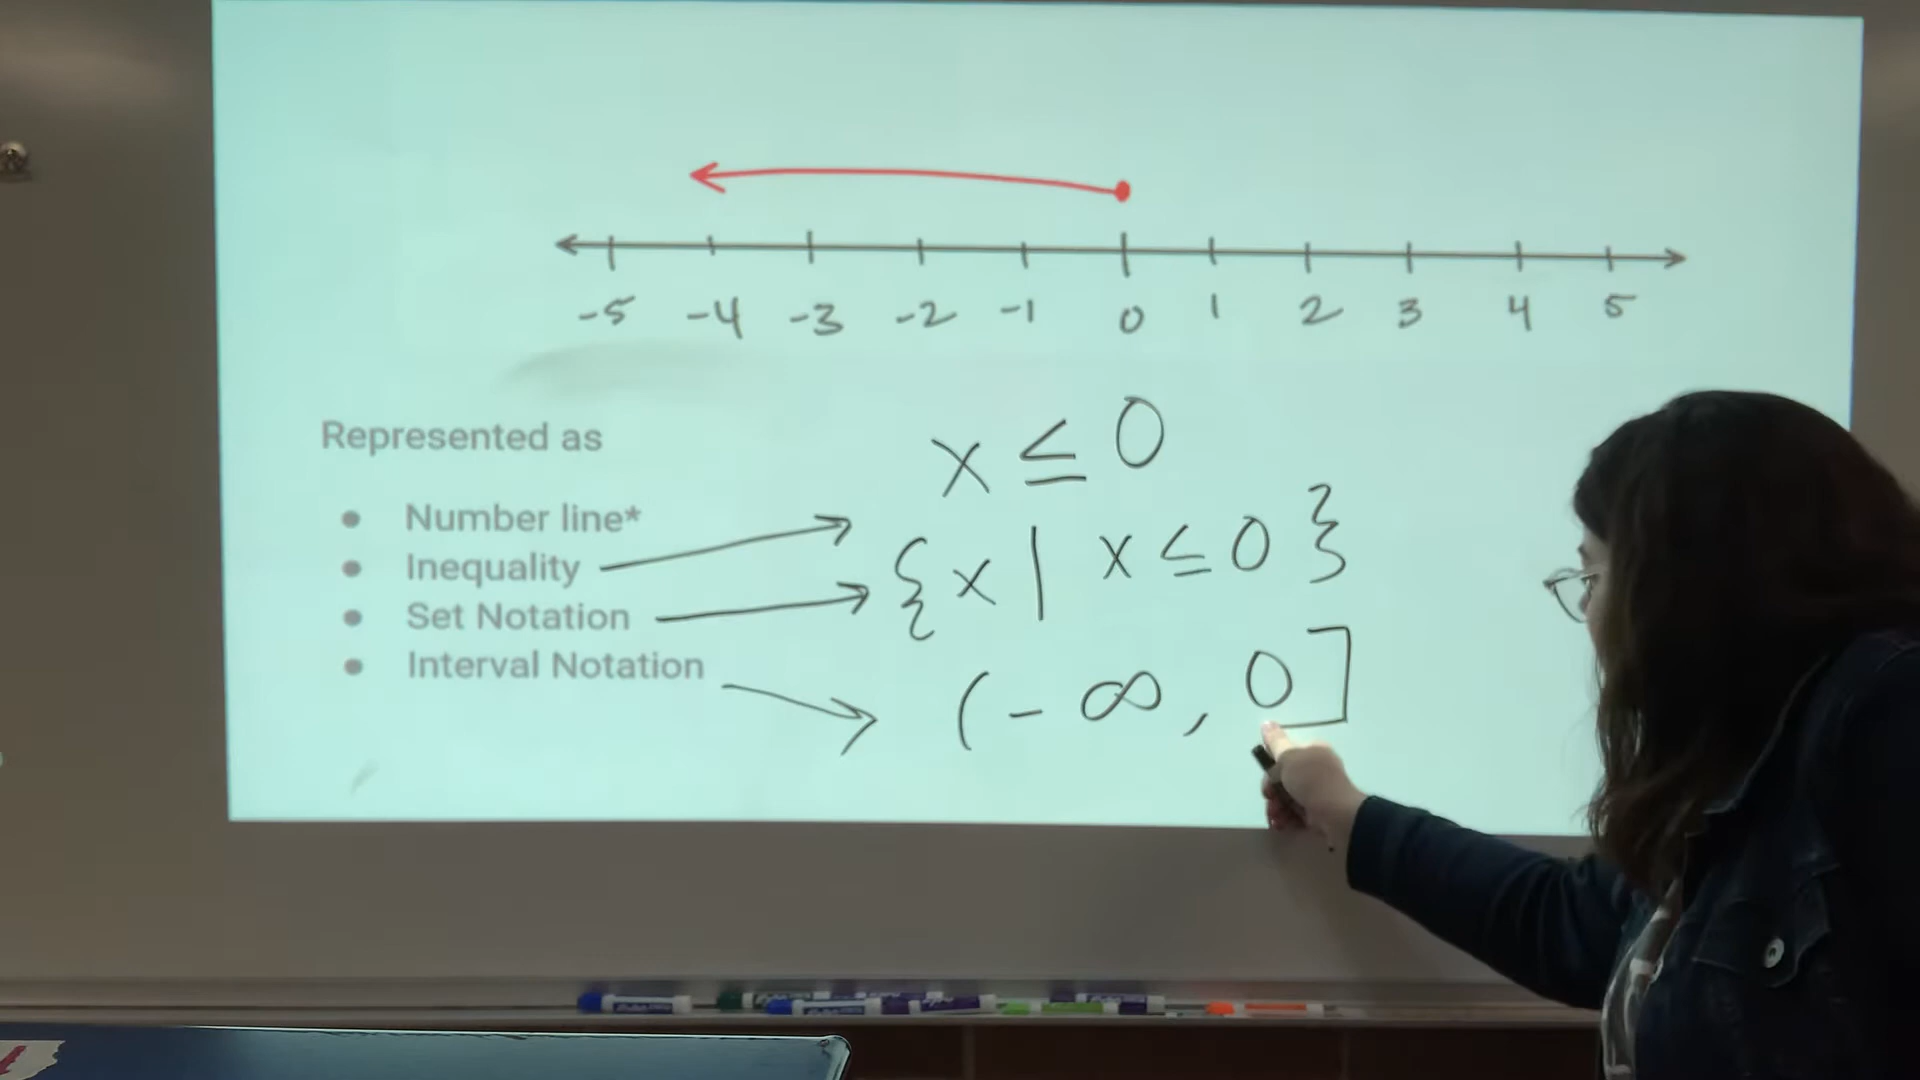 -5 -4 -3 -2 -1 0 1 2 3 4 5
Represented as
x ≤ 0
• Number line*
• Inequality
{x | x ≤ 0}
• Set Notation
• Interval Notation
(-∞, 0]